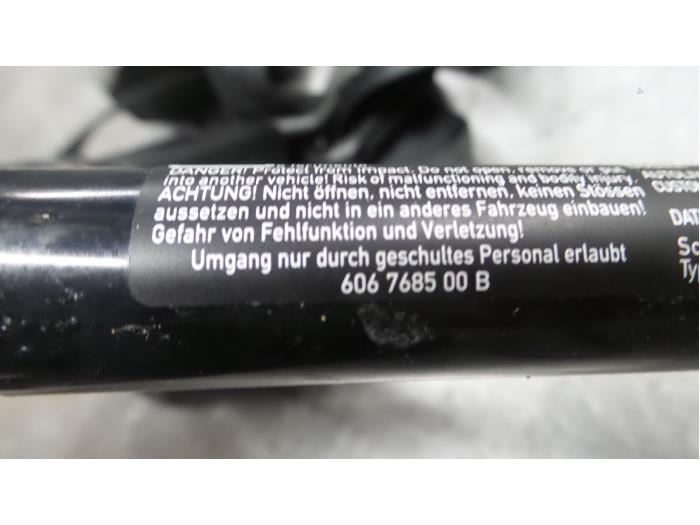 DANGER! Protect from impact. Do not open, remove or put
into another vehicle! Risk of malfunctioning and bodily injury.
ACHTUNG! Nicht öffnen, nicht entfernen, keinen Stössen
aussetzen und nicht in ein anderes Fahrzeug einbauen!
Gefahr von Fehlfunktion und Verletzung!
Umgang nur durch geschultes Personal erlaubt
606 7685 00 B